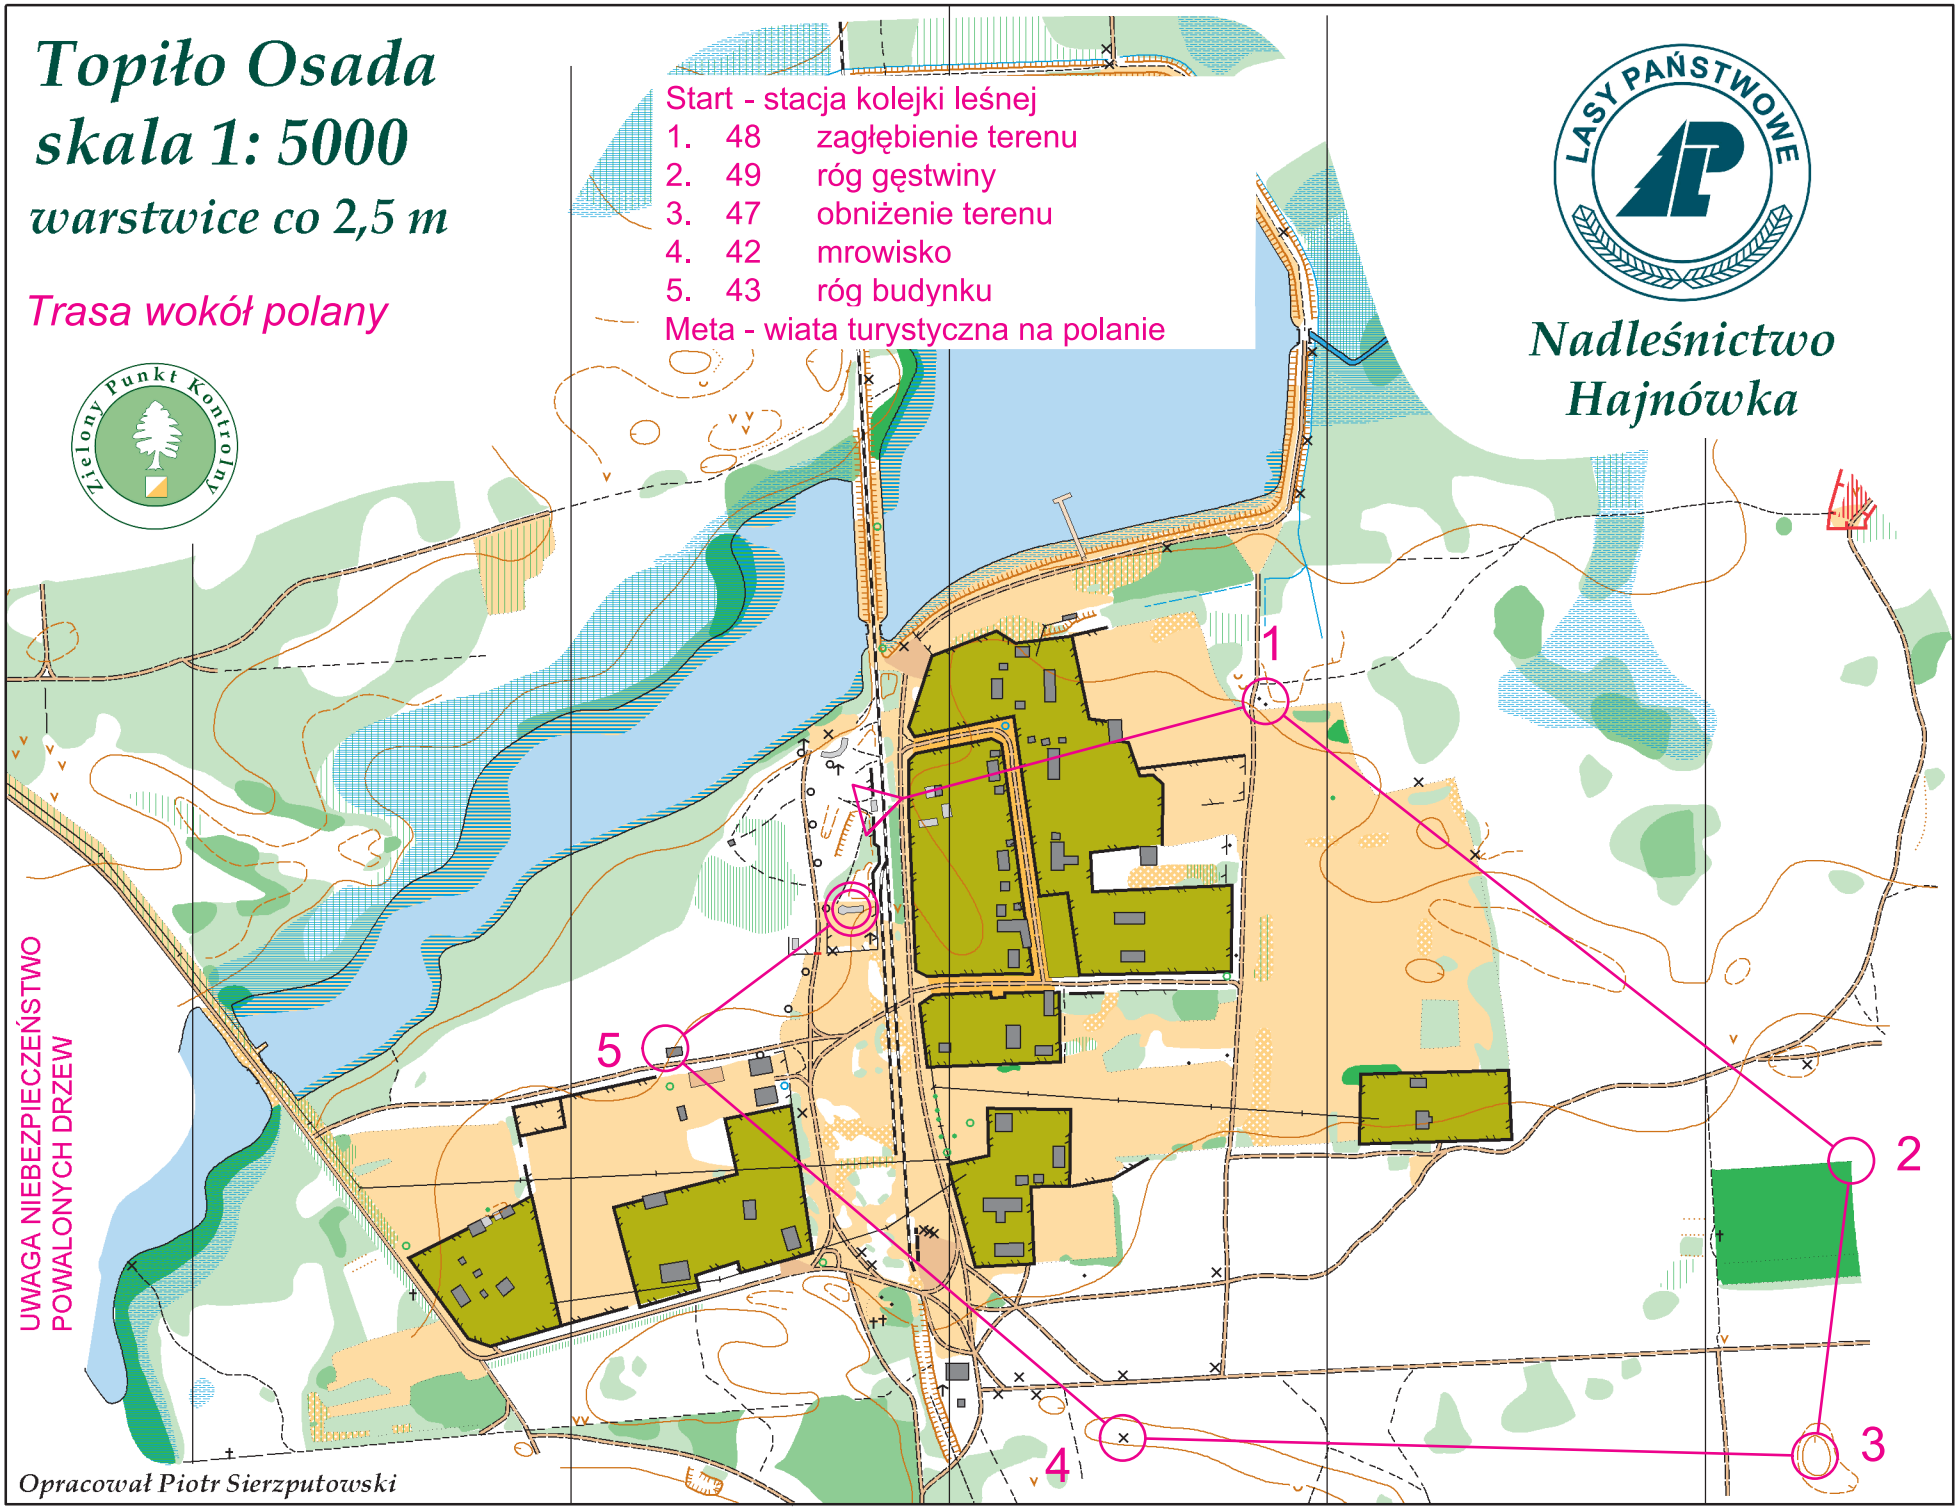 Topiło Osada
skala 1: 5000
warstwice co 2,5 m
Trasa wokół polany
Zielony Punkt Kontrolny
Start - stacja kolejki leśnej
1. 48 zagłębienie terenu
2. 49 róg gęstwiny
3. 47 obniżenie terenu
4. 42 mrowisko
5. 43 róg budynku
Meta - wiata turystyczna na polanie
LASY PAŃSTWOWE
Nadleśnictwo
Hajnówka
1
5
2
4
3
UWAGA NIEBEZPIECZEŃSTWO
POWALONYCH DRZEW
Opracował Piotr Sierzputowski